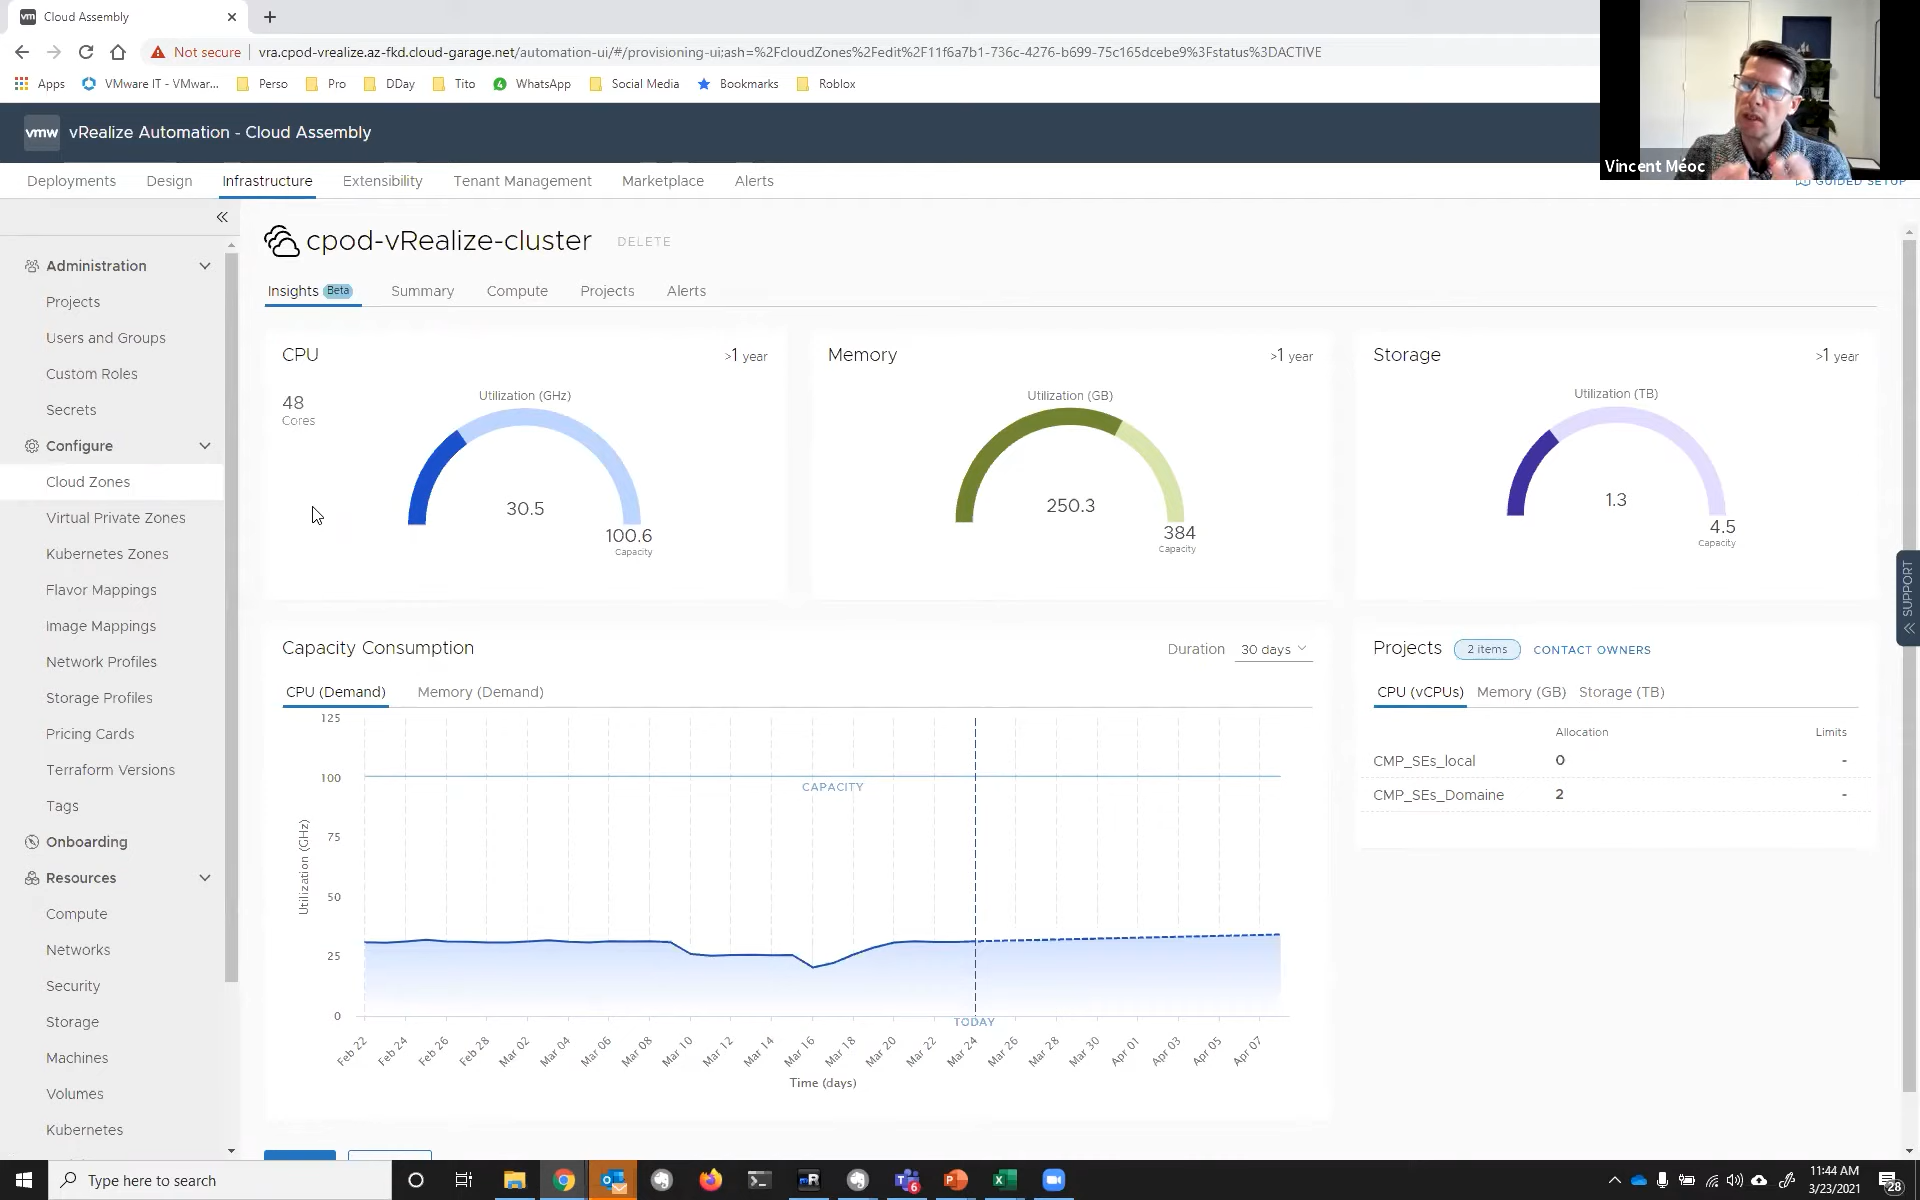 vm Cloud Assembly
Not secure vra.cpod-vrealize.az-fkd.cloud-garage.net/automation-ui/#/provisioning-ui;ash=%2FcloudZones%2Fedit%2F11f6a7b1-736c-4276-b699-75c165dcebe9%3Fstatus%3DACTIVE
Apps VMware IT - VMwar... Perso Pro DDay Tito WhatsApp Social Media Bookmarks Roblox
vmw vRealize Automation - Cloud Assembly
Vincent Méoc
Deployments Design Infrastructure Extensibility Tenant Management Marketplace Alerts
GUIDED SETUP
Administration
Projects
Users and Groups
Custom Roles
Secrets
Configure
Cloud Zones
Virtual Private Zones
Kubernetes Zones
Flavor Mappings
Image Mappings
Network Profiles
Storage Profiles
Pricing Cards
Terraform Versions
Tags
Onboarding
Resources
Compute
Networks
Security
Storage
Machines
Volumes
Kubernetes
cpod-vRealize-cluster DELETE
Insights Beta Summary Compute Projects Alerts
CPU >1 year
48
Cores
Utilization (GHz)
30.5
100.6
Capacity
Memory >1 year
Utilization (GB)
250.3
384
Capacity
Storage >1 year
Utilization (TB)
1.3
4.5
Capacity
SUPPORT
Capacity Consumption Duration 30 days
CPU (Demand) Memory (Demand)
125
100
75
50
25
0
Utilization (GHz)
CAPACITY
TODAY
Feb 22 Feb 24 Feb 26 Feb 28 Mar 02 Mar 04 Mar 06 Mar 08 Mar 10 Mar 12 Mar 14 Mar 16 Mar 18 Mar 20 Mar 22 Mar 24 Mar 26 Mar 28 Mar 30 Apr 01 Apr 03 Apr 05 Apr 07
Time (days)
Projects 2 items CONTACT OWNERS
CPU (vCPUs) Memory (GB) Storage (TB)
Allocation Limits
CMP_SEs_local 0 -
CMP_SEs_Domaine 2 -
Type here to search
6
11:44 AM
3/23/2021
28